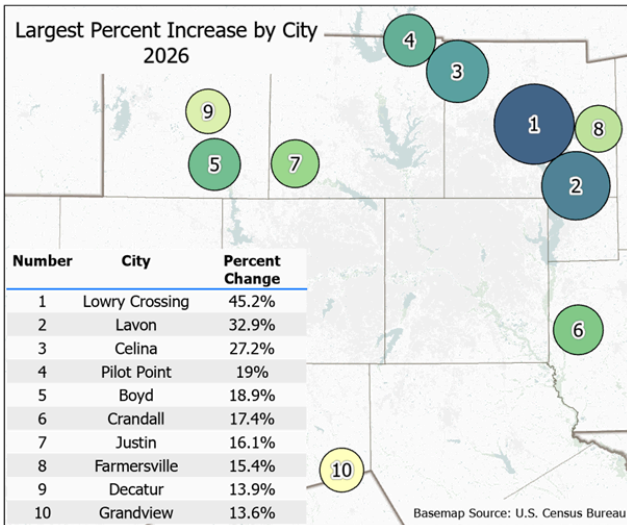 Largest Percent Increase by City
2026
4
3
9
1
8
5
7
2
Number City Percent Change
1 Lowry Crossing 45.2%
2 Lavon 32.9%
3 Celina 27.2%
4 Pilot Point 19%
5 Boyd 18.9%
6 Crandall 17.4%
7 Justin 16.1%
8 Farmersville 15.4%
9 Decatur 13.9%
10 Grandview 13.6%
6
10
Basemap Source: U.S. Census Bureau